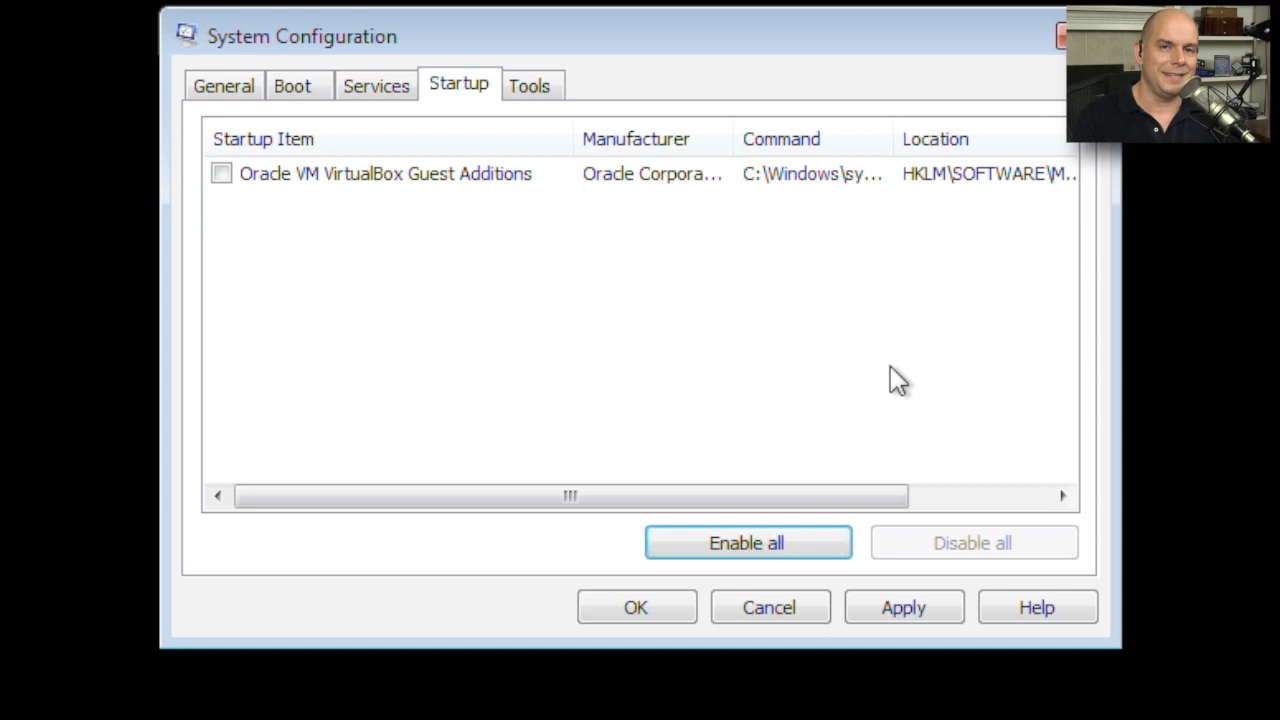 System Configuration
General Boot Services Startup Tools
Startup Item Manufacturer Command Location
Oracle VM VirtualBox Guest Additions Oracle Corpora... C:\Windows\sy... HKLM\SOFTWARE\M..
Enable all Disable all
OK Cancel Apply Help